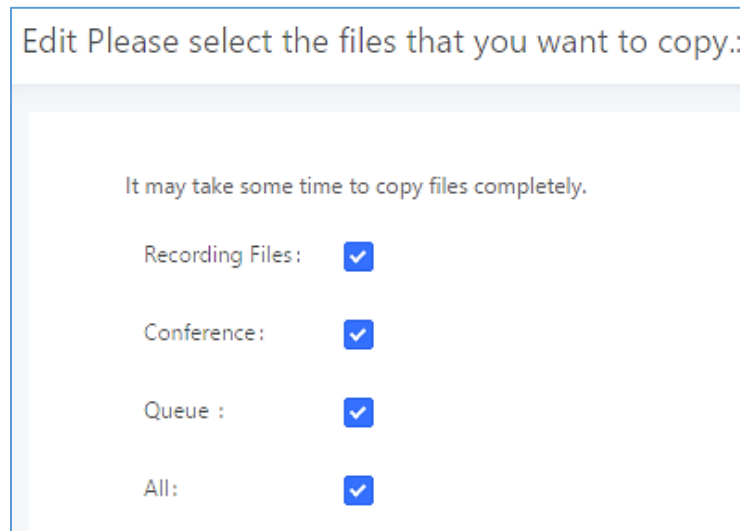 Edit Please select the files that you want to copy.:
It may take some time to copy files completely.
Recording Files:
Conference:
Queue :
All: